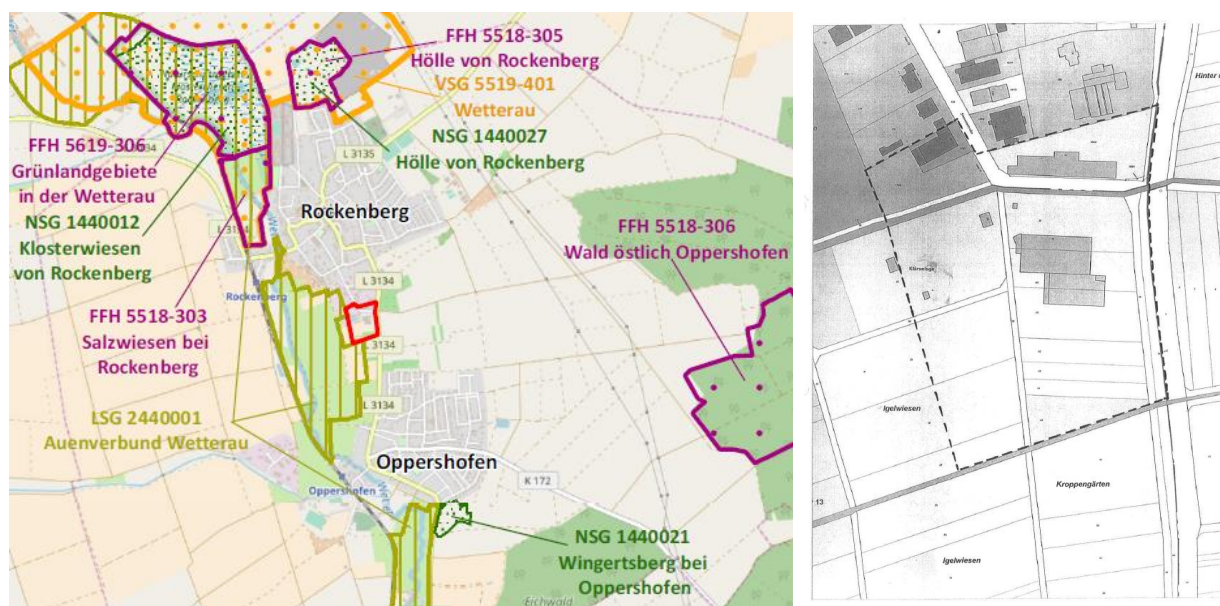 FFH 5518-305
Hölle von Rockenberg
VSG 5519-401
Wetterau
NSG 1440027
Hölle von Rockenberg
FFH 5619-306
Grünlandgebiete
in der Wetterau
NSG 1440012
Klosterwiesen
von Rockenberg
L 3135
Rockenberg
FFH 5518-306
Wald östlich Oppershofen
L 3134
Rockenberg
FFH 5518-303
Salzwiesen bei
Rockenberg
L 3134
LSG 2440001
Auenverbund Wetterau
L 3134
Oppershofen
Oppershofen
K 172
NSG 1440021
Wingertsberg bei
Oppershofen
Eichwald
Hinter
Kläranlage
Igelwiesen
Kroppengärten
13
Igelwiesen